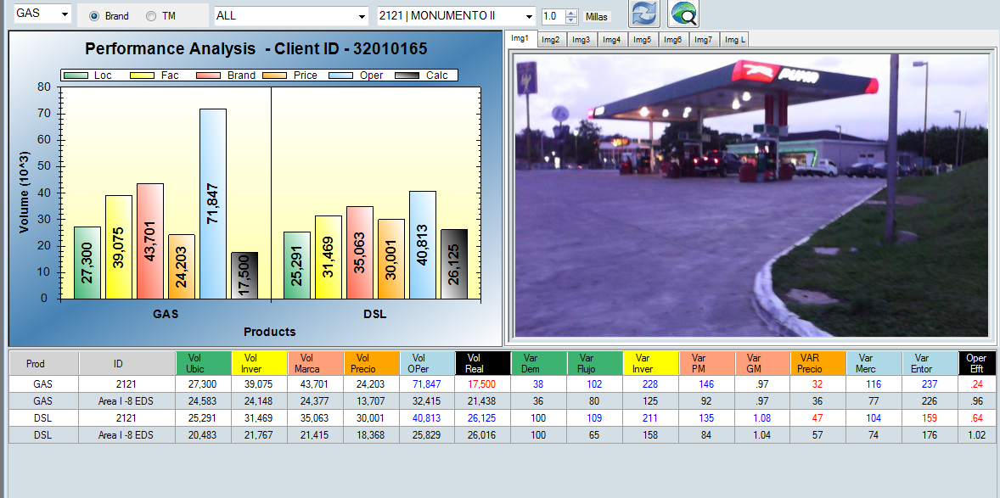 GAS Brand TM ALL 2121 | MONUMENTO II 1.0 Millas
Img1 Img2 Img3 Img4 Img5 Img6 Img7 Img L
Performance Analysis - Client ID - 32010165
Loc Fac Brand Price Oper Calc
Volume (10^3)
80
70
60
50
40
30
20
10
0
27,300 39,075 43,701 24,203 71,847 17,500
25,291 31,469 35,063 30,001 40,813 26,125
GAS DSL
Products
PUMA
Prod ID Vol Ubic Vol Inver Vol Marca Vol Precio Vol OPer Vol Real Var Dem Var Flujo Var Inver Var PM Var GM VAR Precio Var Merc Var Entor Oper Efft
GAS 2121 27,300 39,075 43,701 24,203 71,847 17,500 38 102 228 146 .97 32 116 237 .24
GAS Area I -8 EDS 24,583 24,148 24,377 13,707 32,415 21,438 36 80 125 92 .97 36 77 226 .96
DSL 2121 25,291 31,469 35,063 30,001 40,813 26,125 100 109 211 135 1.08 47 104 159 .64
DSL Area I -8 EDS 20,483 21,767 21,415 18,368 25,829 26,016 100 65 158 84 1.04 57 74 176 1.02